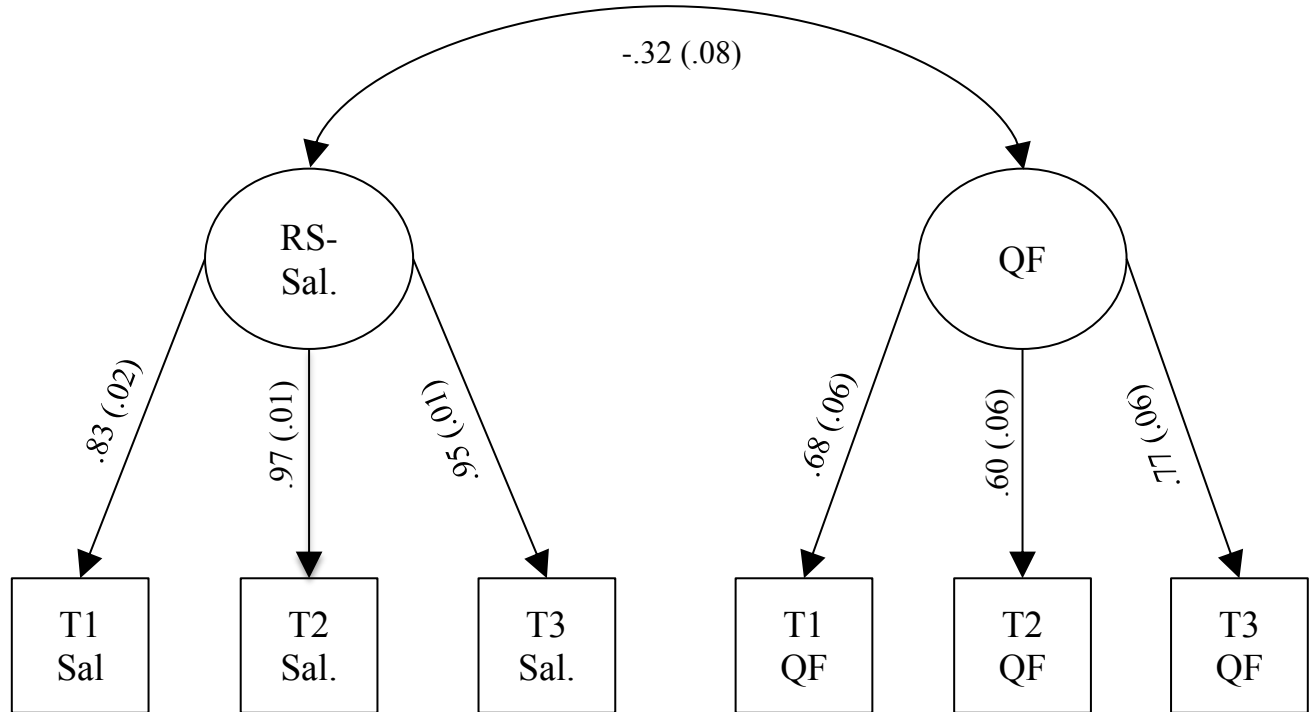 -.32 (.08)
RS-
Sal.
QF
.83 (.02)
.97 (.01)
.95 (.01)
.68 (.06)
.60 (.06)
.77 (.06)
T1
Sal
T2
Sal.
T3
Sal.
T1
QF
T2
QF
T3
QF